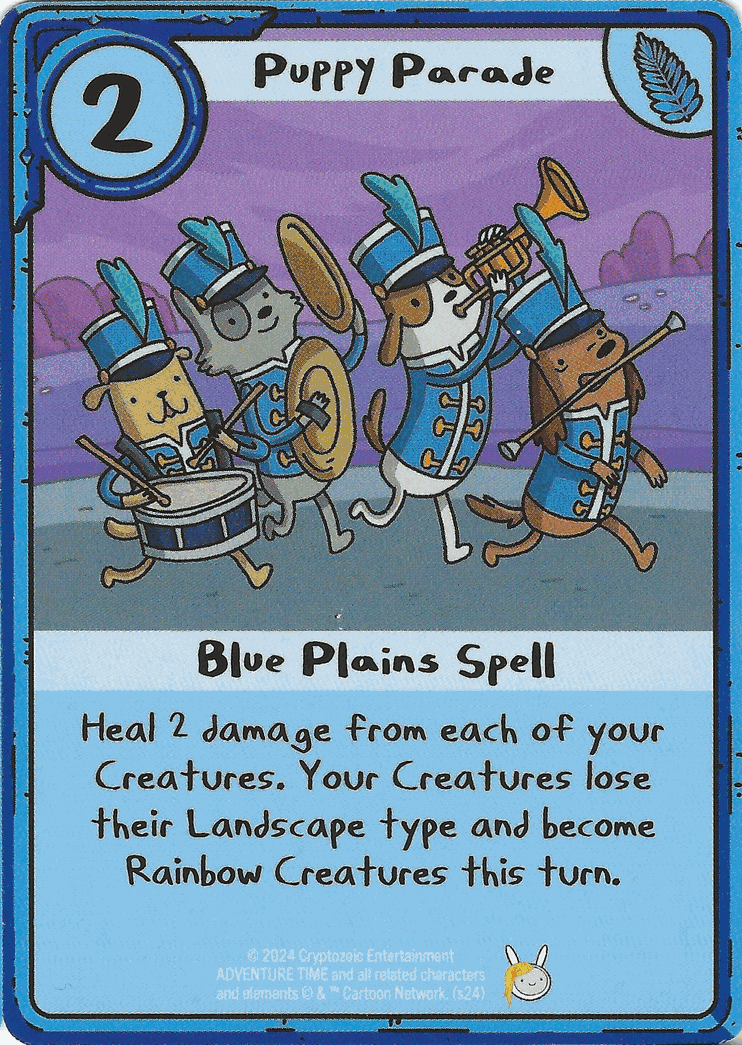 2
Puppy Parade
Blue Plains Spell
Heal 2 damage from each of your
Creatures. Your Creatures lose
their Landscape type and become
Rainbow Creatures this turn.
© 2024 Cryptozoic Entertainment
ADVENTURE TIME and all related characters
and elements © & ™ Cartoon Network. (s24)